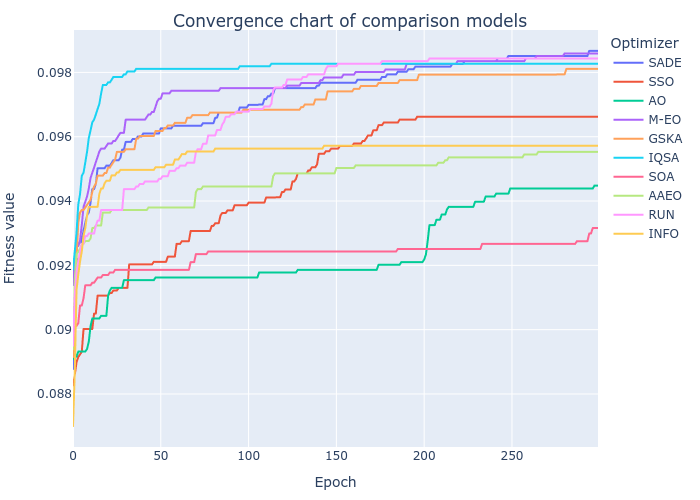 Convergence chart of comparison models
Optimizer
SADE
SSO
AO
M-EO
GSKA
IQSA
SOA
AAEO
RUN
INFO
Fitness value
0.098
0.096
0.094
0.092
0.09
0.088
0
50
100
150
200
250
Epoch